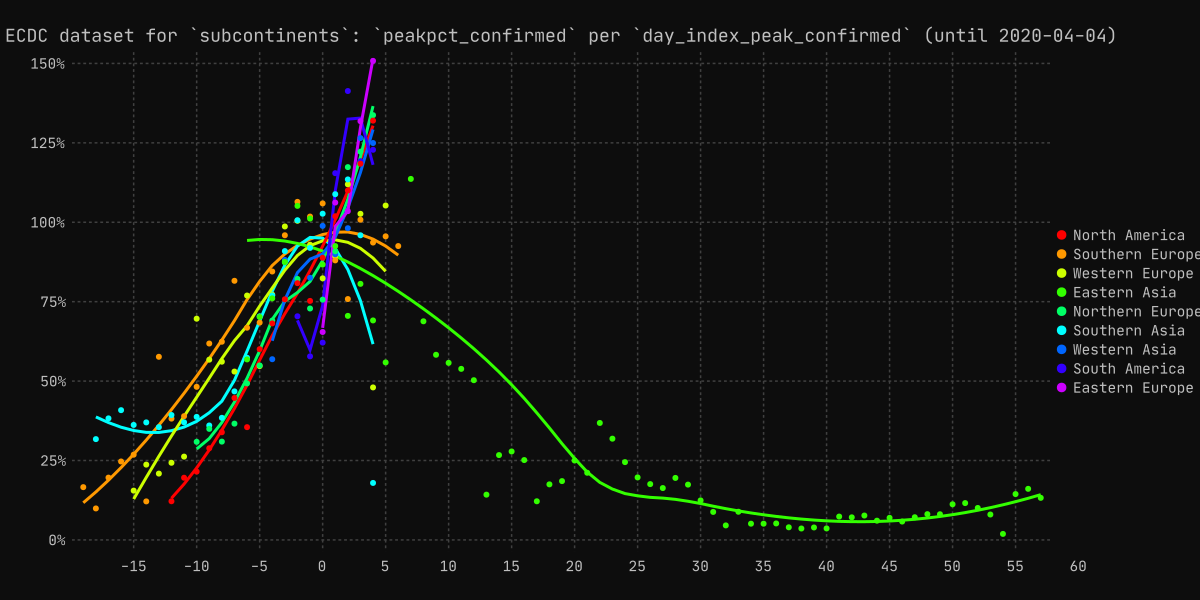 ECDC dataset for `subcontinents`: `peakpct_confirmed` per `day_index_peak_confirmed` (until 2020-04-04)
150%
125%
100%
75%
50%
25%
0%
-15 -10 -5 0 5 10 15 20 25 30 35 40 45 50 55 60
North America
Southern Europe
Western Europe
Eastern Asia
Northern Europe
Southern Asia
Western Asia
South America
Eastern Europe